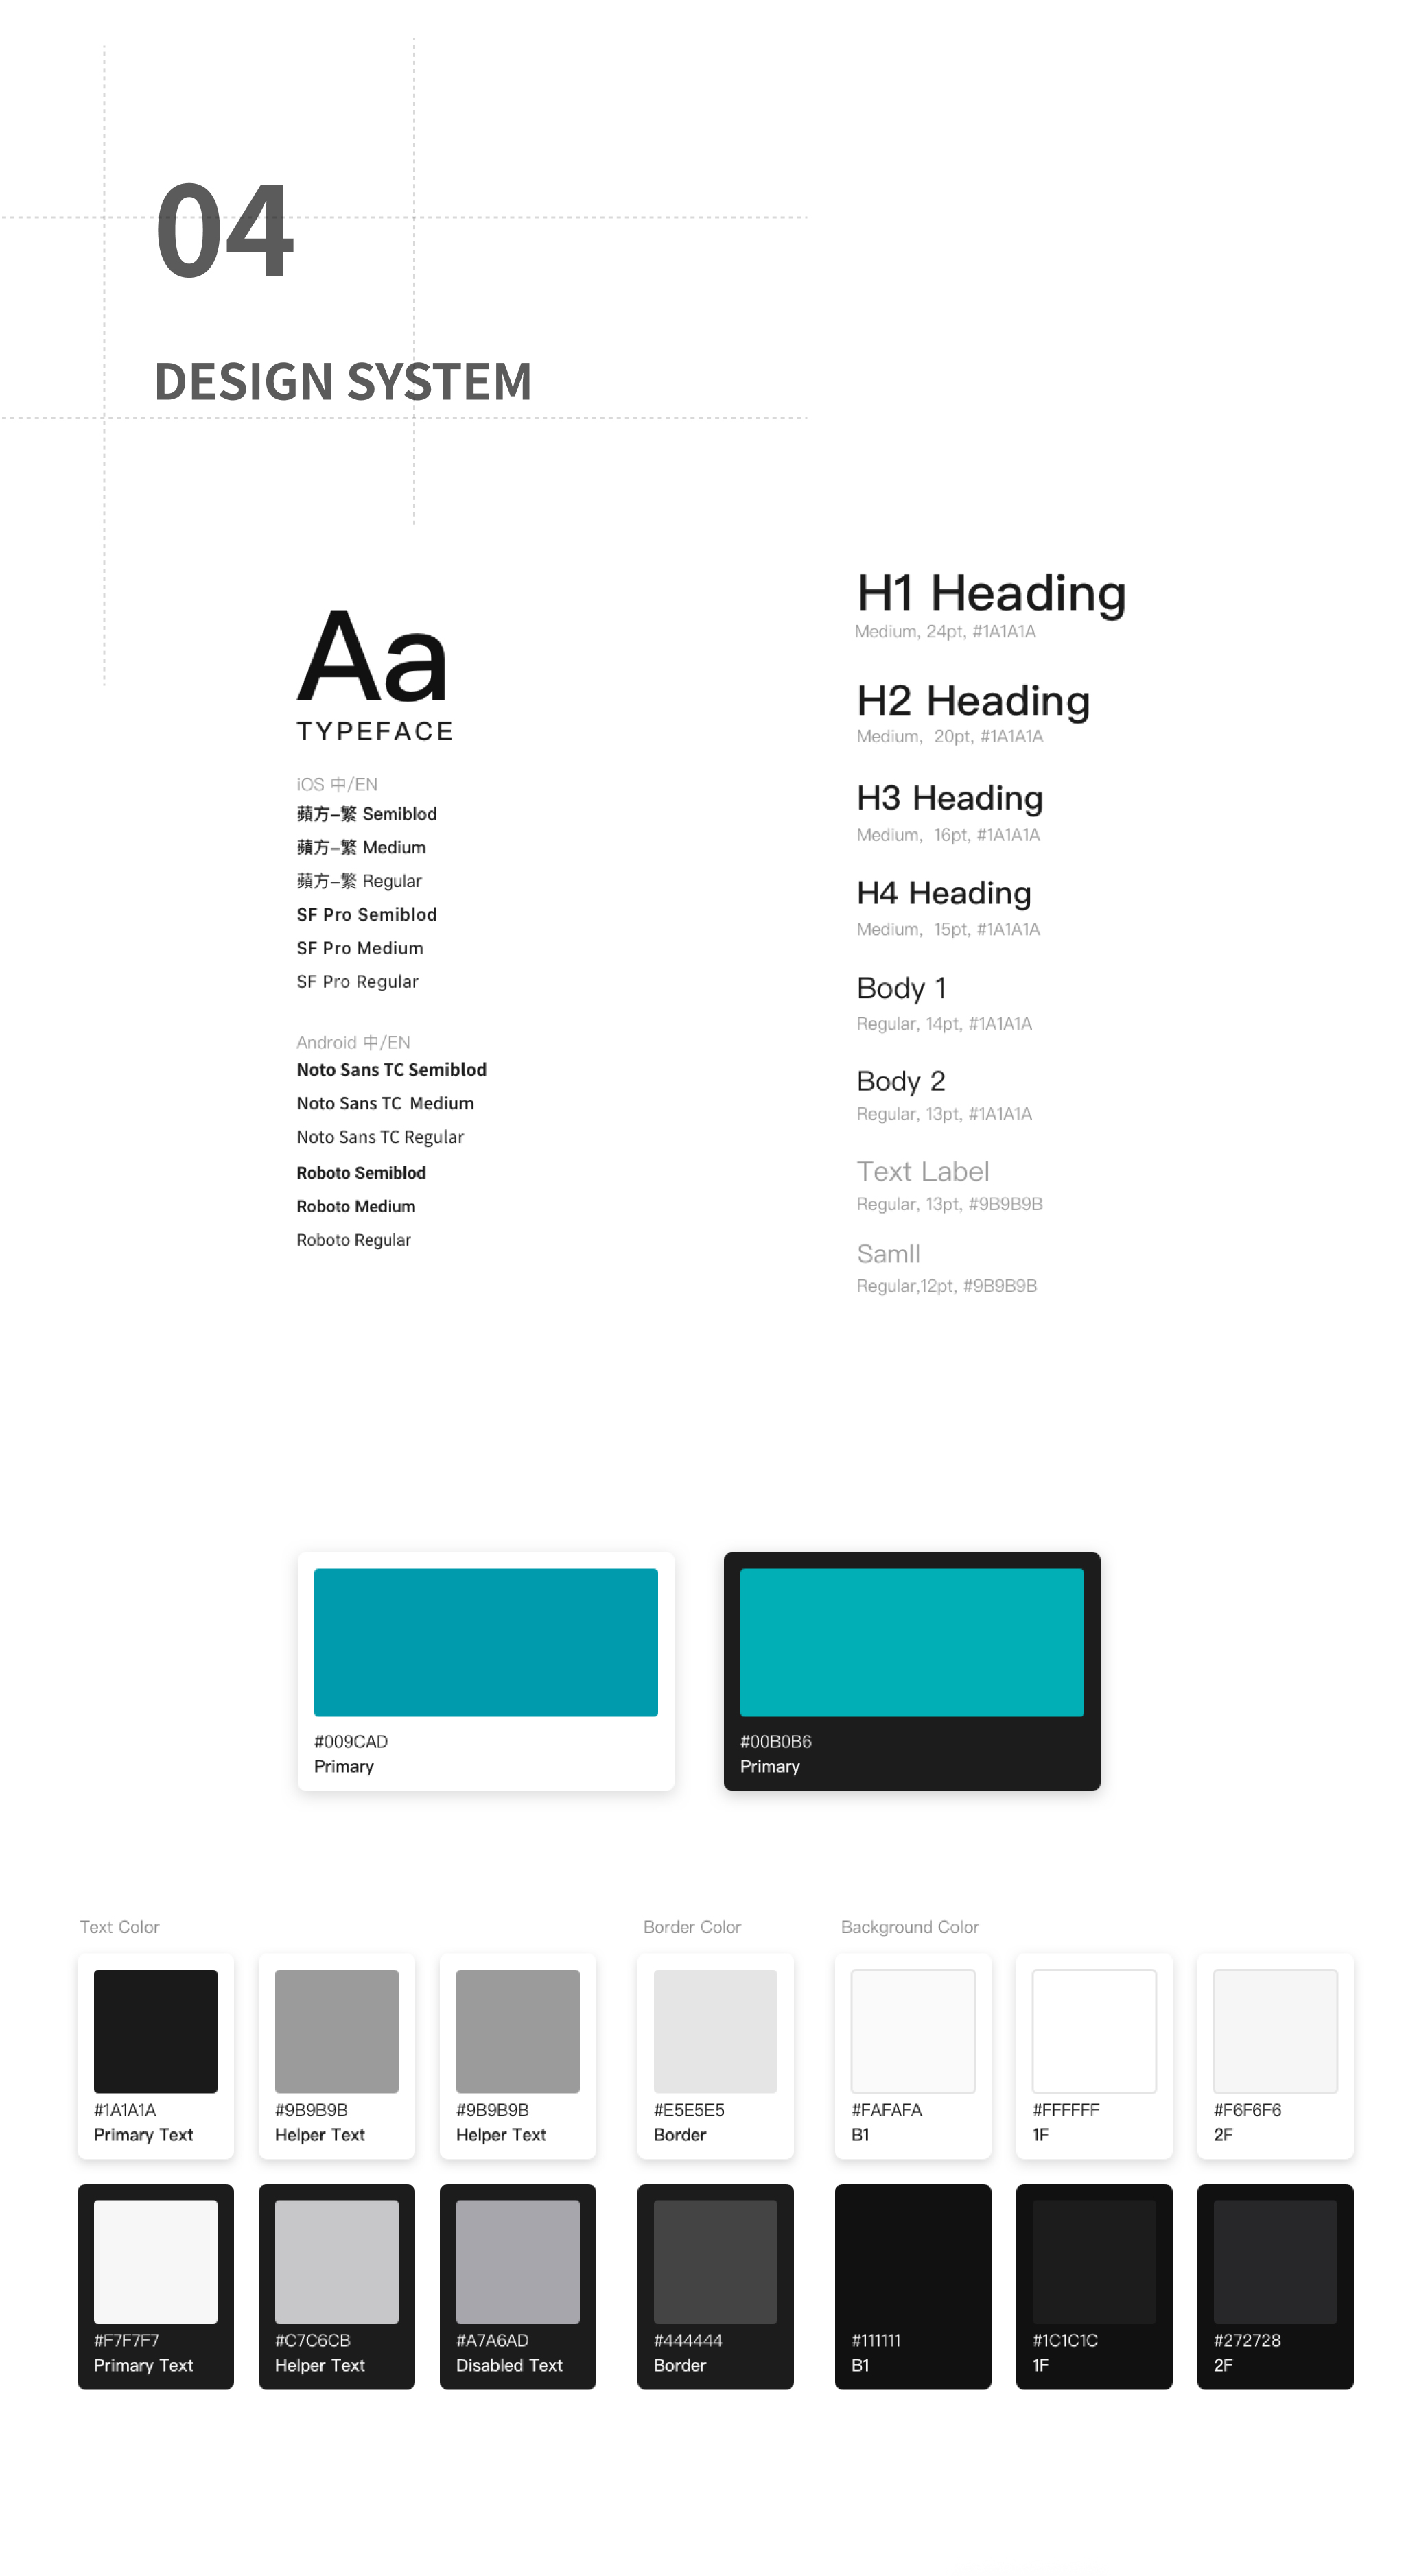 04
DESIGN SYSTEM
Aa
TYPEFACE
iOS 中/EN
蘋方-繁 Semiblod
蘋方-繁 Medium
蘋方-繁 Regular
SF Pro Semiblod
SF Pro Medium
SF Pro Regular
Android 中/EN
Noto Sans TC Semiblod
Noto Sans TC Medium
Noto Sans TC Regular
Roboto Semiblod
Roboto Medium
Roboto Regular
H1 Heading
Medium, 24pt, #1A1A1A
H2 Heading
Medium, 20pt, #1A1A1A
H3 Heading
Medium, 16pt, #1A1A1A
H4 Heading
Medium, 15pt, #1A1A1A
Body 1
Regular, 14pt, #1A1A1A
Body 2
Regular, 13pt, #1A1A1A
Text Label
Regular, 13pt, #9B9B9B
Samll
Regular,12pt, #9B9B9B
#009CAD
Primary
#00B0B6
Primary
Text Color
#1A1A1A
Primary Text
#9B9B9B
Helper Text
#9B9B9B
Helper Text
Border Color
#E5E5E5
Border
Background Color
#FAFAFA
B1
#FFFFFF
1F
#F6F6F6
2F
#F7F7F7
Primary Text
#C7C6CB
Helper Text
#A7A6AD
Disabled Text
#444444
Border
#111111
B1
#1C1C1C
1F
#272728
2F